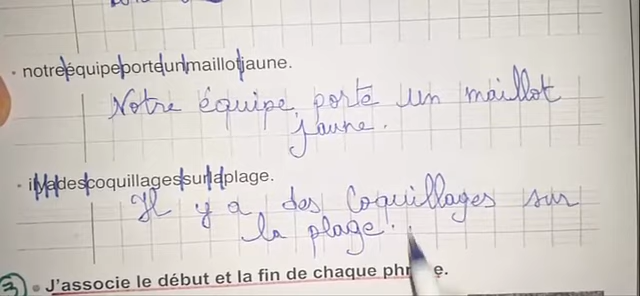 • notreéquipeporteunmaillotjaune.
Notre équipe porte un maillot
jaune.
• ilyadescoquillagessurlaplage.
Il y a des coquillages sur
la plage.
3 • J'associe le début et la fin de chaque phrase.